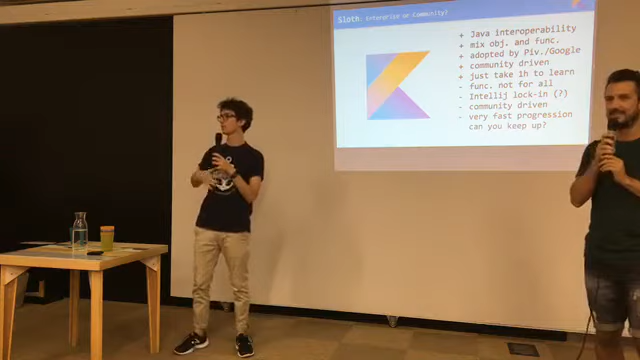 Sloth: Enterprise or Community?
+ Java interoperability
+ mix obj. and func.
+ adopted by Piv./Google
+ community driven
+ just take 1h to learn
- func. not for all
- Intellij lock-in (?)
- community driven
- very fast progression
can you keep up?